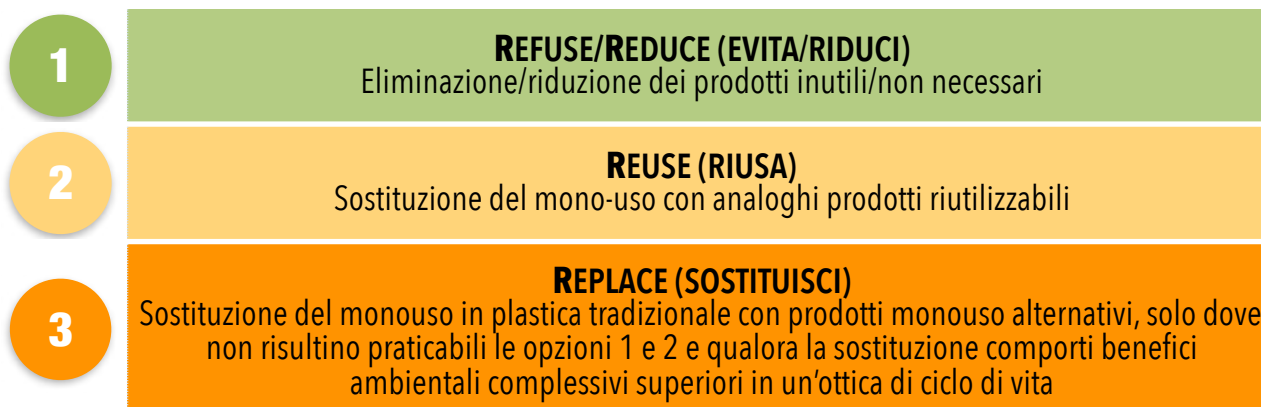 1
REFUSE/REDUCE (EVITA/RIDUCI)
Eliminazione/riduzione dei prodotti inutili/non necessari
2
REUSE (RIUSA)
Sostituzione del mono-uso con analoghi prodotti riutilizzabili
3
REPLACE (SOSTITUISCI)
Sostituzione del monouso in plastica tradizionale con prodotti monouso alternativi, solo dove
non risultino praticabili le opzioni 1 e 2 e qualora la sostituzione comporti benefici
ambientali complessivi superiori in un'ottica di ciclo di vita